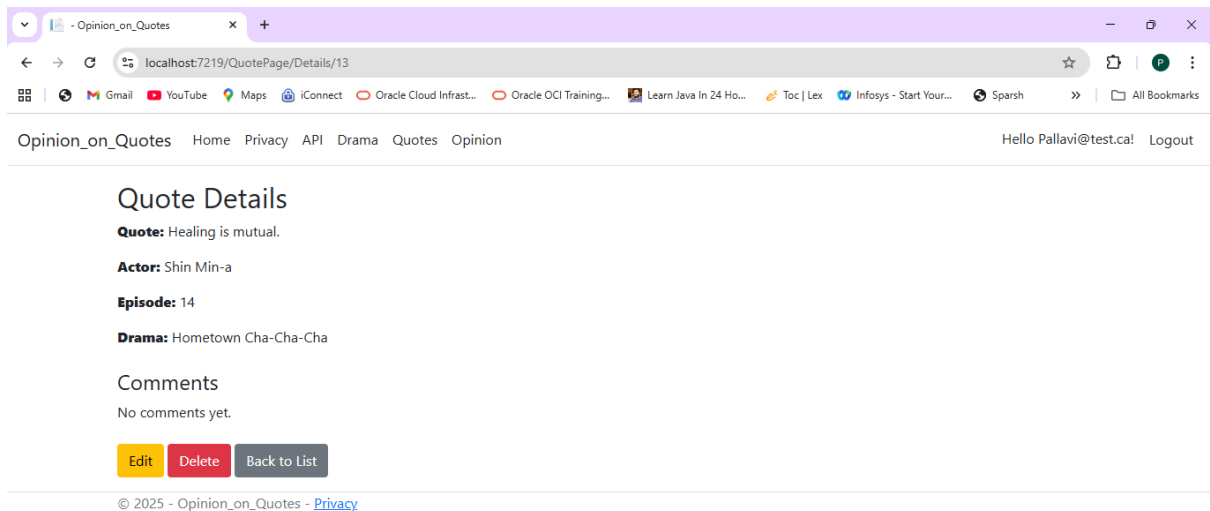 - Opinion_on_Quotes
localhost:7219/QuotePage/Details/13
Gmail YouTube Maps iConnect Oracle Cloud Infrast... Oracle OCI Training... Learn Java In 24 Ho... Toc | Lex Infosys - Start Your... Sparsh » All Bookmarks
Opinion_on_Quotes Home Privacy API Drama Quotes Opinion Hello Pallavi@test.ca! Logout
Quote Details
Quote: Healing is mutual.
Actor: Shin Min-a
Episode: 14
Drama: Hometown Cha-Cha-Cha
Comments
No comments yet.
Edit Delete Back to List
© 2025 - Opinion_on_Quotes - Privacy